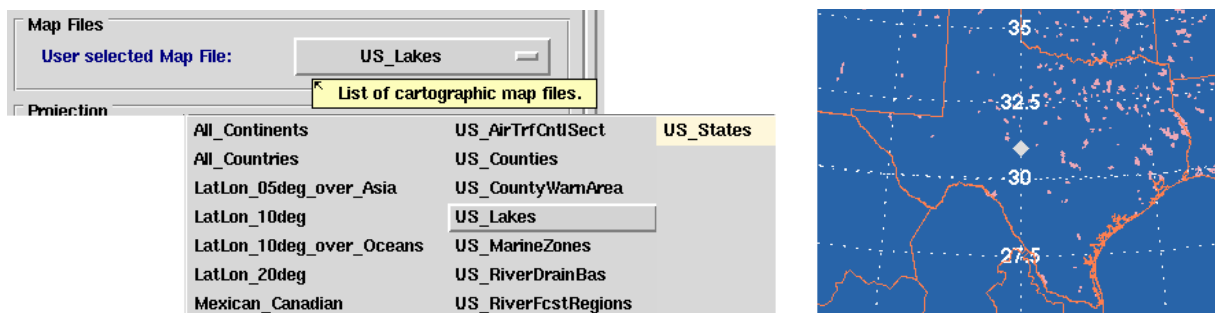 Map Files
User selected Map File: US_Lakes
List of cartographic map files.
Projection
All_Continents US_AirTrfCntlSect US_States
All_Countries US_Counties
LatLon_05deg_over_Asia US_CountyWarnArea
LatLon_10deg US_Lakes
LatLon_10deg_over_Oceans US_MarineZones
LatLon_20deg US_RiverDrainBas
Mexican_Canadian US_RiverFcstRegions
35
32.5
30
27.5